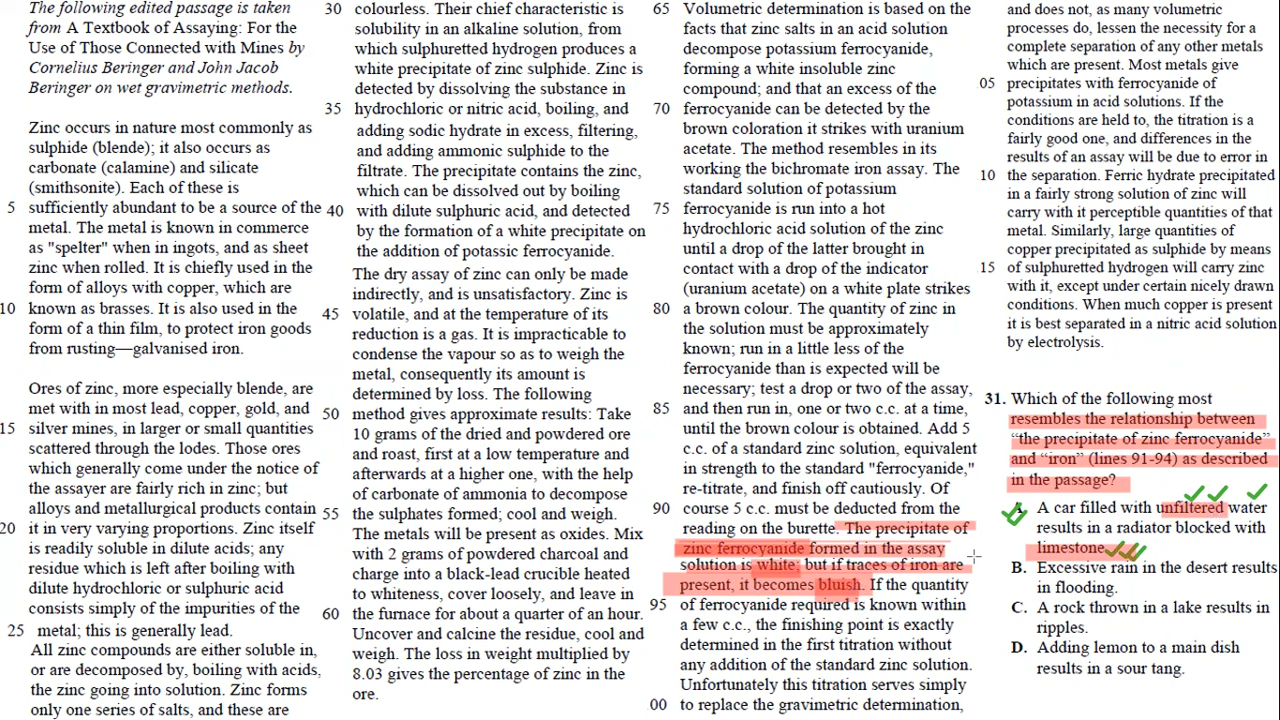 The following edited passage is taken
from A Textbook of Assaying: For the
Use of Those Connected with Mines by
Cornelius Beringer and John Jacob
Beringer on wet gravimetric methods.
Zinc occurs in nature most commonly as
sulphide (blende); it also occurs as
carbonate (calamine) and silicate
(smithsonite). Each of these is
5 sufficiently abundant to be a source of the
metal. The metal is known in commerce
as "spelter" when in ingots, and as sheet
zinc when rolled. It is chiefly used in the
form of alloys with copper, which are
10 known as brasses. It is also used in the
form of a thin film, to protect iron goods
from rusting—galvanised iron.
Ores of zinc, more especially blende, are
met with in most lead, copper, gold, and
15 silver mines, in larger or small quantities
scattered through the lodes. Those ores
which generally come under the notice of
the assayer are fairly rich in zinc; but
alloys and metallurgical products contain
20 it in very varying proportions. Zinc itself
is readily soluble in dilute acids; any
residue which is left after boiling with
dilute hydrochloric or sulphuric acid
consists simply of the impurities of the
25 metal; this is generally lead.
All zinc compounds are either soluble in,
or are decomposed by, boiling with acids,
the zinc going into solution. Zinc forms
only one series of salts, and these are
30 colourless. Their chief characteristic is
solubility in an alkaline solution, from
which sulphuretted hydrogen produces a
white precipitate of zinc sulphide. Zinc is
detected by dissolving the substance in
35 hydrochloric or nitric acid, boiling, and
adding sodic hydrate in excess, filtering,
and adding ammonic sulphide to the
filtrate. The precipitate contains the zinc,
which can be dissolved out by boiling
40 with dilute sulphuric acid, and detected
by the formation of a white precipitate on
the addition of potassic ferrocyanide.
The dry assay of zinc can only be made
indirectly, and is unsatisfactory. Zinc is
45 volatile, and at the temperature of its
reduction is a gas. It is impracticable to
condense the vapour so as to weigh the
metal, consequently its amount is
determined by loss. The following
50 method gives approximate results: Take
10 grams of the dried and powdered ore
and roast, first at a low temperature and
afterwards at a higher one, with the help
of carbonate of ammonia to decompose
55 the sulphates formed; cool and weigh.
The metals will be present as oxides. Mix
with 2 grams of powdered charcoal and
charge into a black-lead crucible heated
to whiteness, cover loosely, and leave in
60 the furnace for about a quarter of an hour.
Uncover and calcine the residue, cool and
weigh. The loss in weight multiplied by
8.03 gives the percentage of zinc in the
ore.
65 Volumetric determination is based on the
facts that zinc salts in an acid solution
decompose potassium ferrocyanide,
forming a white insoluble zinc
compound; and that an excess of the
70 ferrocyanide can be detected by the
brown coloration it strikes with uranium
acetate. The method resembles in its
working the bichromate iron assay. The
standard solution of potassium
75 ferrocyanide is run into a hot
hydrochloric acid solution of the zinc
until a drop of the latter brought in
contact with a drop of the indicator
(uranium acetate) on a white plate strikes
80 a brown colour. The quantity of zinc in
the solution must be approximately
known; run in a little less of the
ferrocyanide than is expected will be
necessary; test a drop or two of the assay,
85 and then run in, one or two c.c. at a time,
until the brown colour is obtained. Add 5
c.c. of a standard zinc solution, equivalent
in strength to the standard "ferrocyanide,"
re-titrate, and finish off cautiously. Of
90 course 5 c.c. must be deducted from the
reading on the burette. The precipitate of
zinc ferrocyanide formed in the assay
solution is white; but if traces of iron are
present, it becomes bluish. If the quantity
95 of ferrocyanide required is known within
a few c.c., the finishing point is exactly
determined in the first titration without
any addition of the standard zinc solution.
Unfortunately this titration serves simply
00 to replace the gravimetric determination,
and does not, as many volumetric
processes do, lessen the necessity for a
complete separation of any other metals
which are present. Most metals give
05 precipitates with ferrocyanide of
potassium in acid solutions. If the
conditions are held to, the titration is a
fairly good one, and differences in the
results of an assay will be due to error in
10 the separation. Ferric hydrate precipitated
in a fairly strong solution of zinc will
carry with it perceptible quantities of that
metal. Similarly, large quantities of
copper precipitated as sulphide by means
15 of sulphuretted hydrogen will carry zinc
with it, except under certain nicely drawn
conditions. When much copper is present
it is best separated in a nitric acid solution
by electrolysis.
31. Which of the following most
resembles the relationship between
“the precipitate of zinc ferrocyanide”
and “iron” (lines 91-94) as described
in the passage?
A. A car filled with unfiltered water
results in a radiator blocked with
limestone.
B. Excessive rain in the desert results
in flooding.
C. A rock thrown in a lake results in
ripples.
D. Adding lemon to a main dish
results in a sour tang.